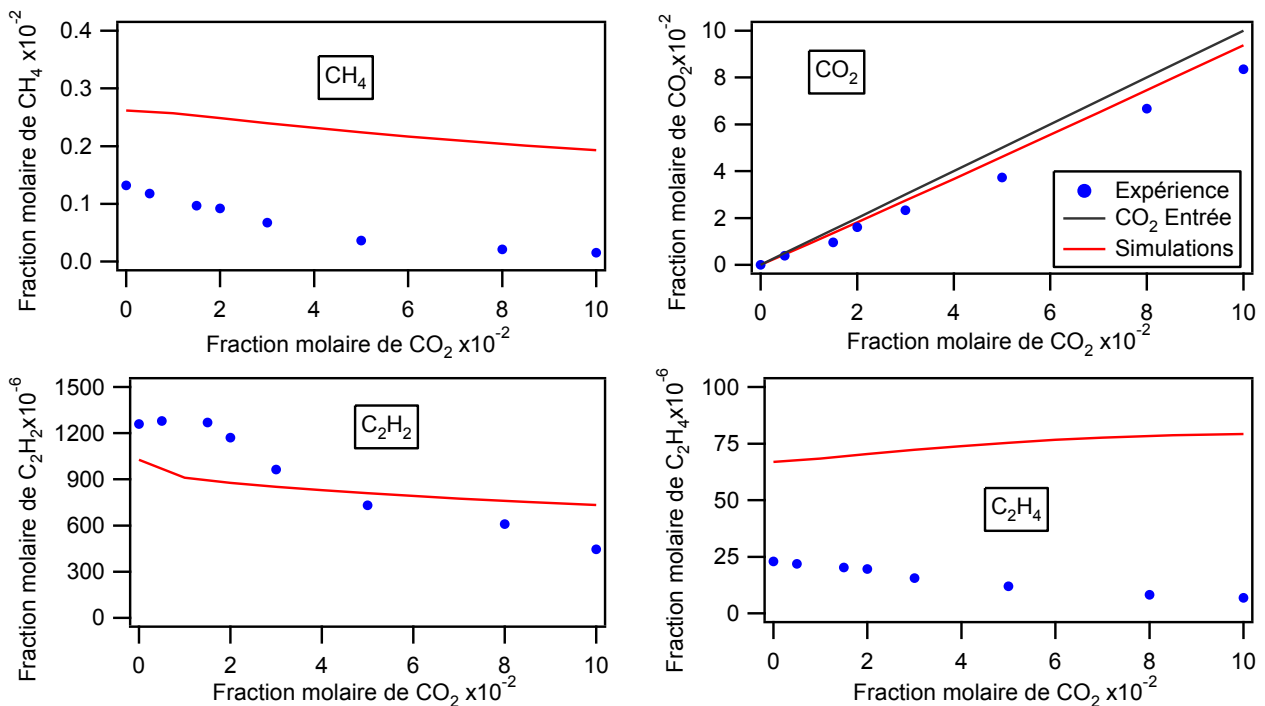 Fraction molaire de CH₄ x10⁻²
0.4
0.3
0.2
0.1
0.0
CH₄
0 2 4 6 8 10
Fraction molaire de CO₂ x10⁻²
Fraction molaire de CO₂x10⁻²
10
8
6
4
2
0
CO₂
Expérience
CO₂ Entrée
Simulations
0 2 4 6 8 10
Fraction molaire de CO₂ x10⁻²
Fraction molaire de C₂H₂x10⁻⁶
1500
1200
900
600
300
0
C₂H₂
0 2 4 6 8 10
Fraction molaire de CO₂ x10⁻²
Fraction molaire de C₂H₄x10⁻⁶
100
75
50
25
0
C₂H₄
0 2 4 6 8 10
Fraction molaire de CO₂ x10⁻²